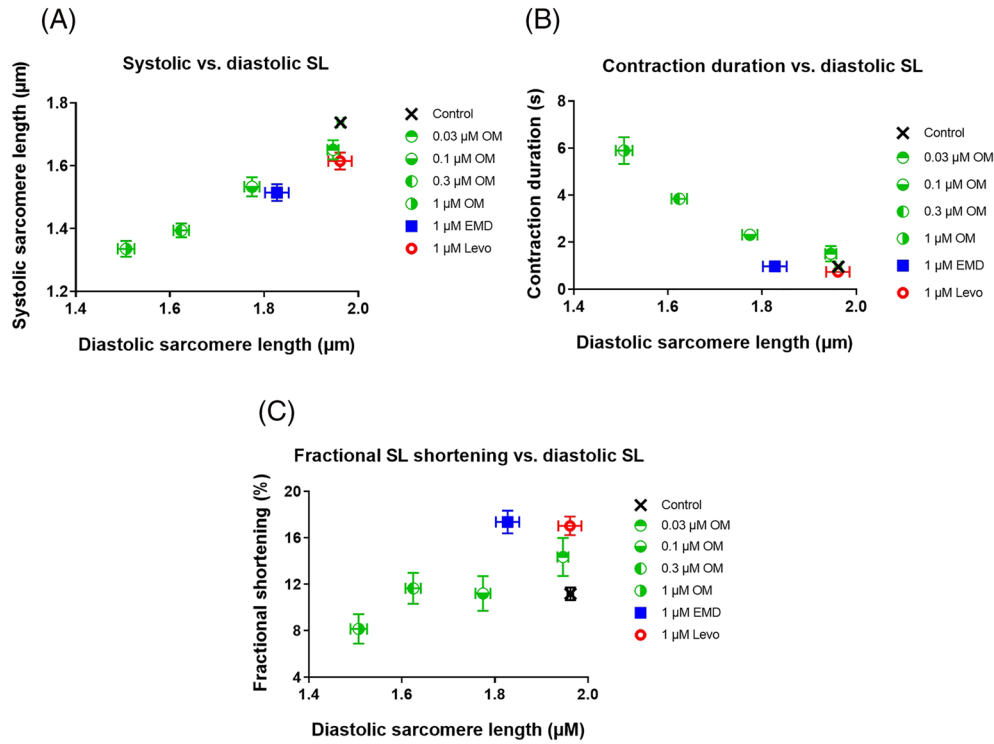 (A)
Systolic vs. diastolic SL
Systolic sarcomere length (µm)
1.8
1.6
1.4
1.2
1.4
1.6
1.8
2.0
Diastolic sarcomere length (µm)
Control
0.03 µM OM
0.1 µM OM
0.3 µM OM
1 µM OM
1 µM EMD
1 µM Levo
(B)
Contraction duration vs. diastolic SL
Contraction duration (s)
8
6
4
2
0
1.4
1.6
1.8
2.0
Diastolic sarcomere length (µm)
Control
0.03 µM OM
0.1 µM OM
0.3 µM OM
1 µM OM
1 µM EMD
1 µM Levo
(C)
Fractional SL shortening vs. diastolic SL
Fractional shortening (%)
20
16
12
8
4
1.4
1.6
1.8
2.0
Diastolic sarcomere length (µM)
Control
0.03 µM OM
0.1 µM OM
0.3 µM OM
1 µM OM
1 µM EMD
1 µM Levo